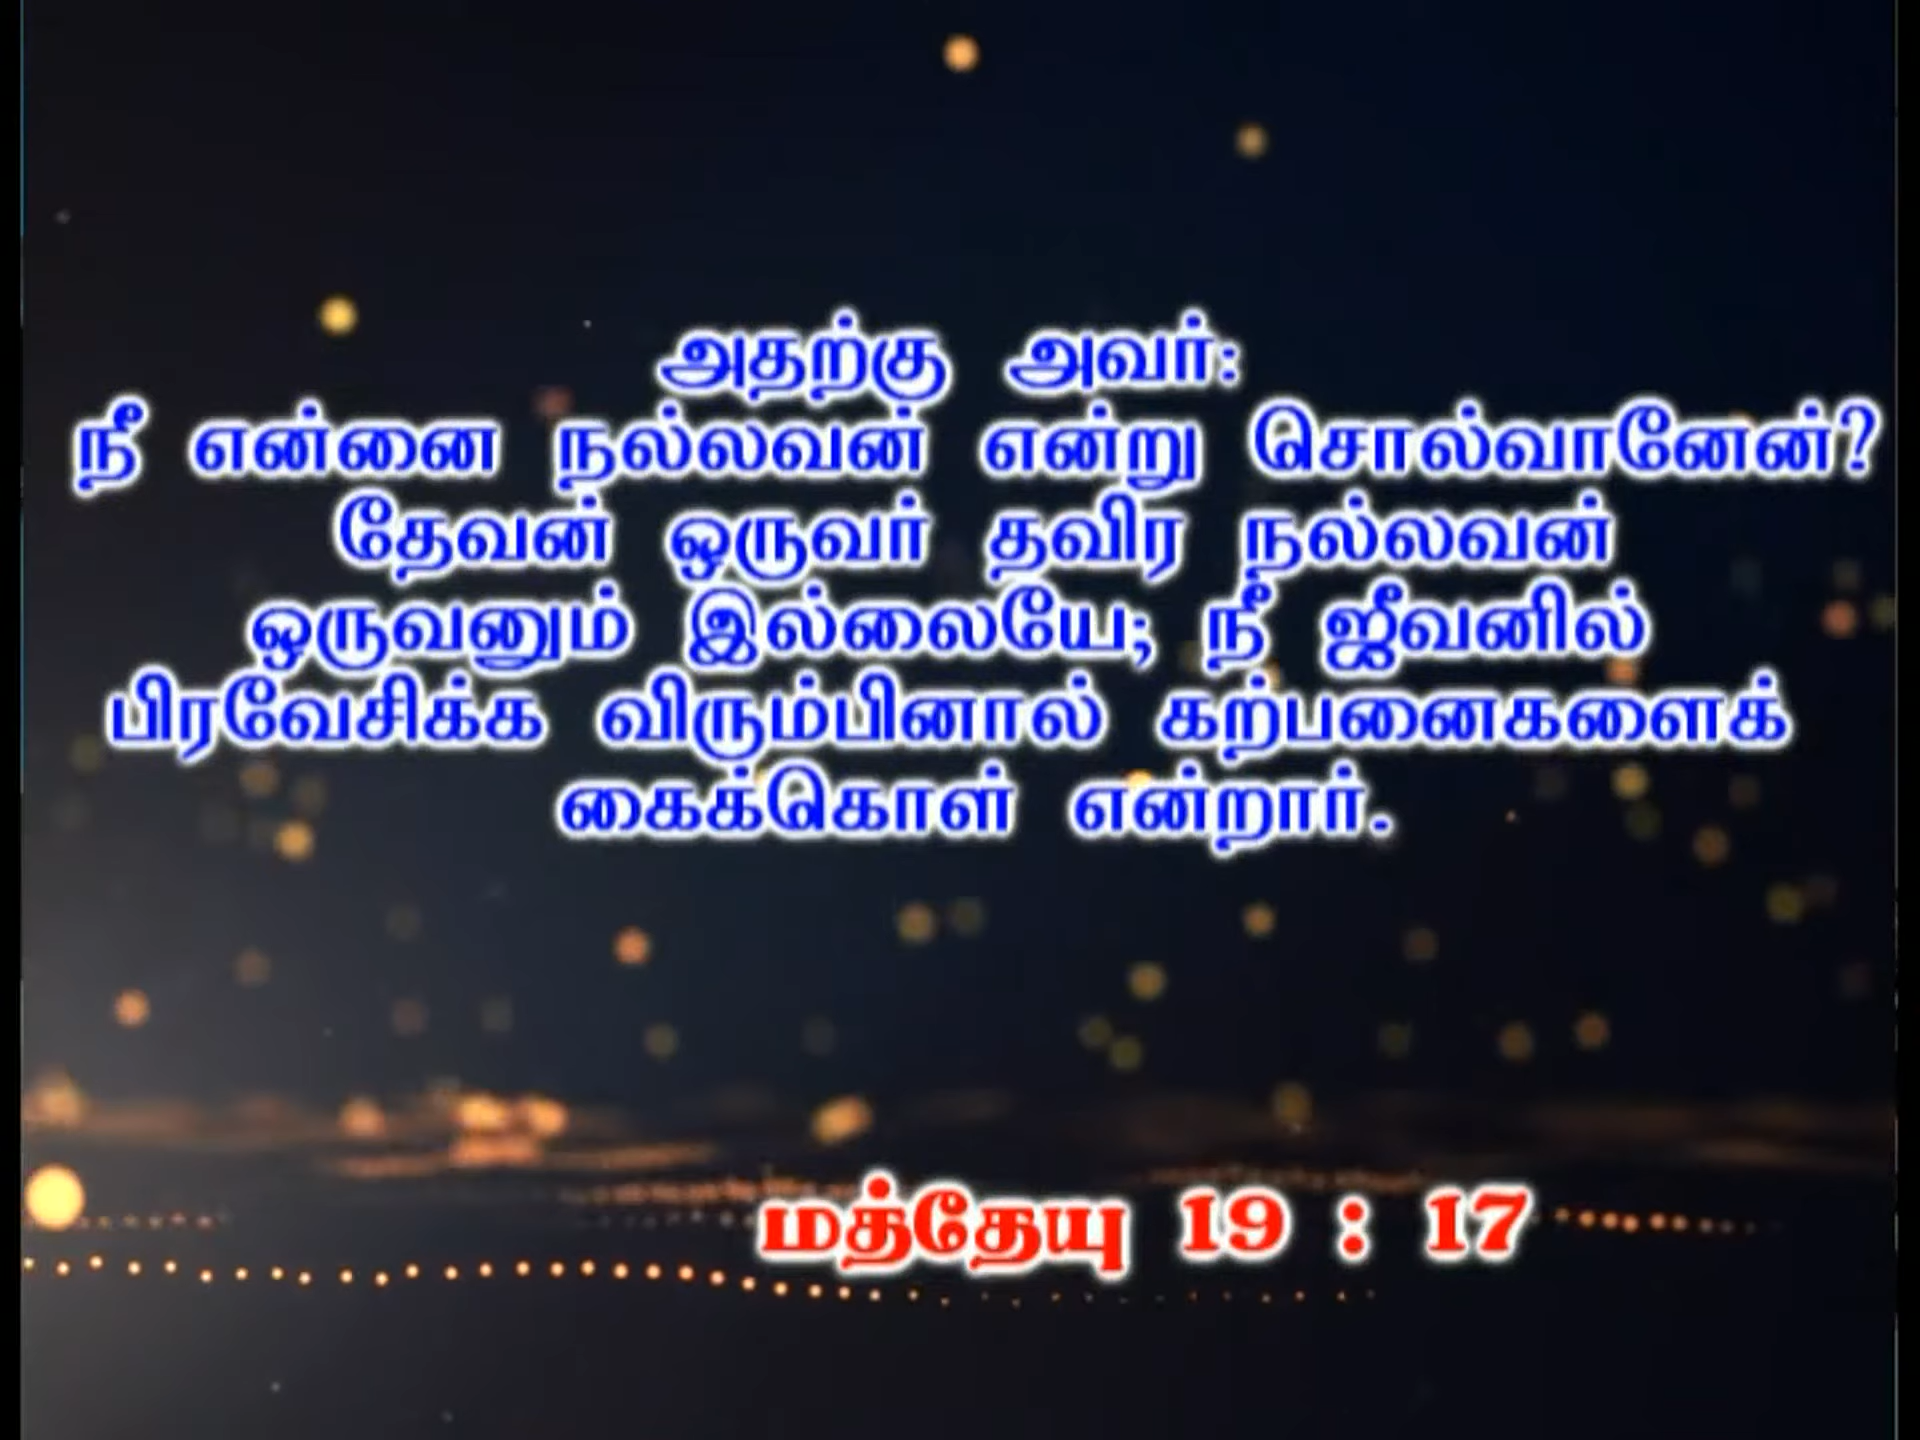 அதற்கு அவர்:
நீ என்னை நல்லவன் என்று சொல்வானேன்?
தேவன் ஒருவர் தவிர நல்லவன்
ஒருவனும் இல்லையே; நீ ஜீவனில்
பிரவேசிக்க விரும்பினால் கற்பனைகளைக்
கைக்கொள் என்றார்.
மத்தேயு 19 : 17